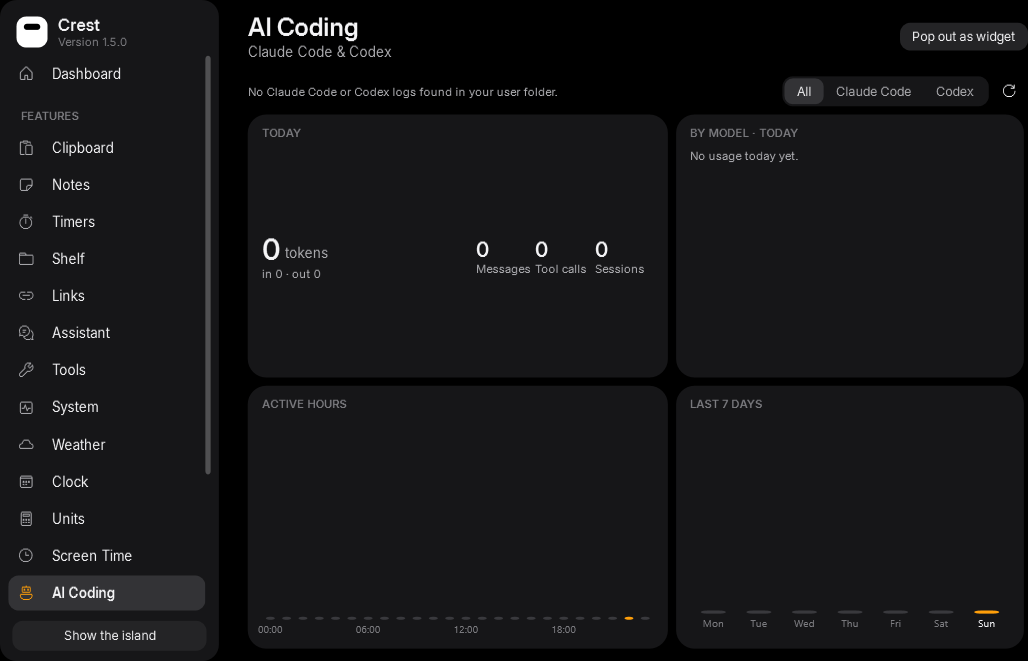 Crest
Version 1.5.0
Dashboard
FEATURES
Clipboard
Notes
Timers
Shelf
Links
Assistant
Tools
System
Weather
Clock
Units
Screen Time
AI Coding
Show the island
AI Coding
Claude Code & Codex
Pop out as widget
No Claude Code or Codex logs found in your user folder.
All
Claude Code
Codex
TODAY
0 tokens
in 0 · out 0
0
Messages
0
Tool calls
0
Sessions
BY MODEL · TODAY
No usage today yet.
ACTIVE HOURS
00:00
06:00
12:00
18:00
LAST 7 DAYS
Mon
Tue
Wed
Thu
Fri
Sat
Sun